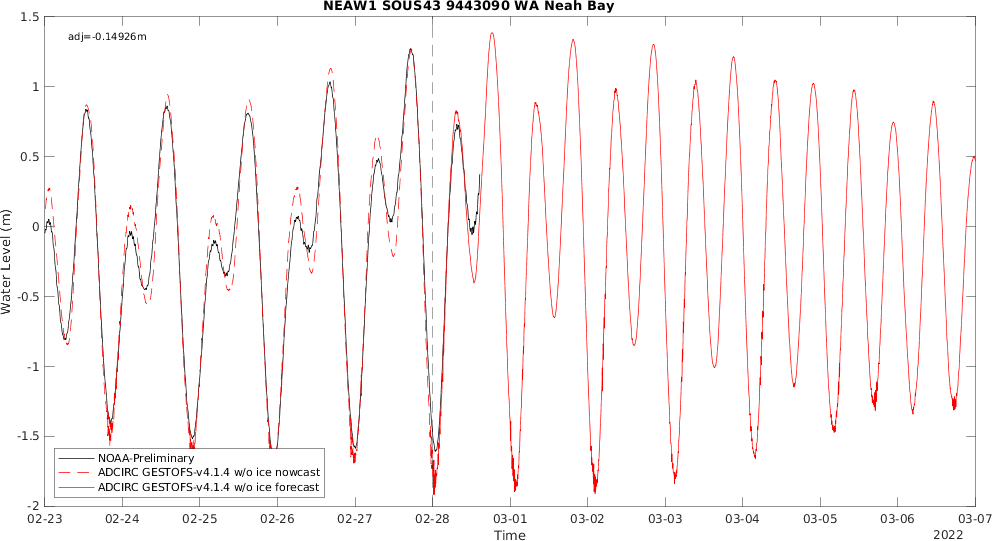 NEAW1 SOUS43 9443090 WA Neah Bay
adj=-0.14926m
1.5
1
0.5
0
-0.5
-1
-1.5
-2
Water Level (m)
NOAA-Preliminary
ADCIRC GESTOFS-v4.1.4 w/o ice nowcast
ADCIRC GESTOFS-v4.1.4 w/o ice forecast
02-23 02-24 02-25 02-26 02-27 02-28 03-01 03-02 03-03 03-04 03-05 03-06 03-07
Time
2022